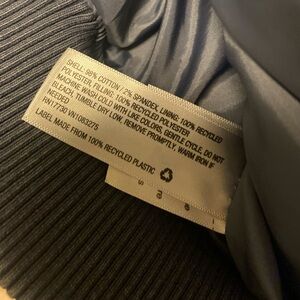 SHELL: 98% COTTON / 2% SPANDEX, LINING: 100% RECYCLED
POLYESTER, FILLING: 100% RECYCLED POLYESTER
MACHINE WASH COLD WITH LIKE COLORS, GENTLE CYCLE, DO NOT
BLEACH, TUMBLE DRY LOW. REMOVE PROMPTLY. WARM IRON IF
NEEDED
RN17730 VN1083275
LABEL MADE FROM 100% RECYCLED PLASTIC